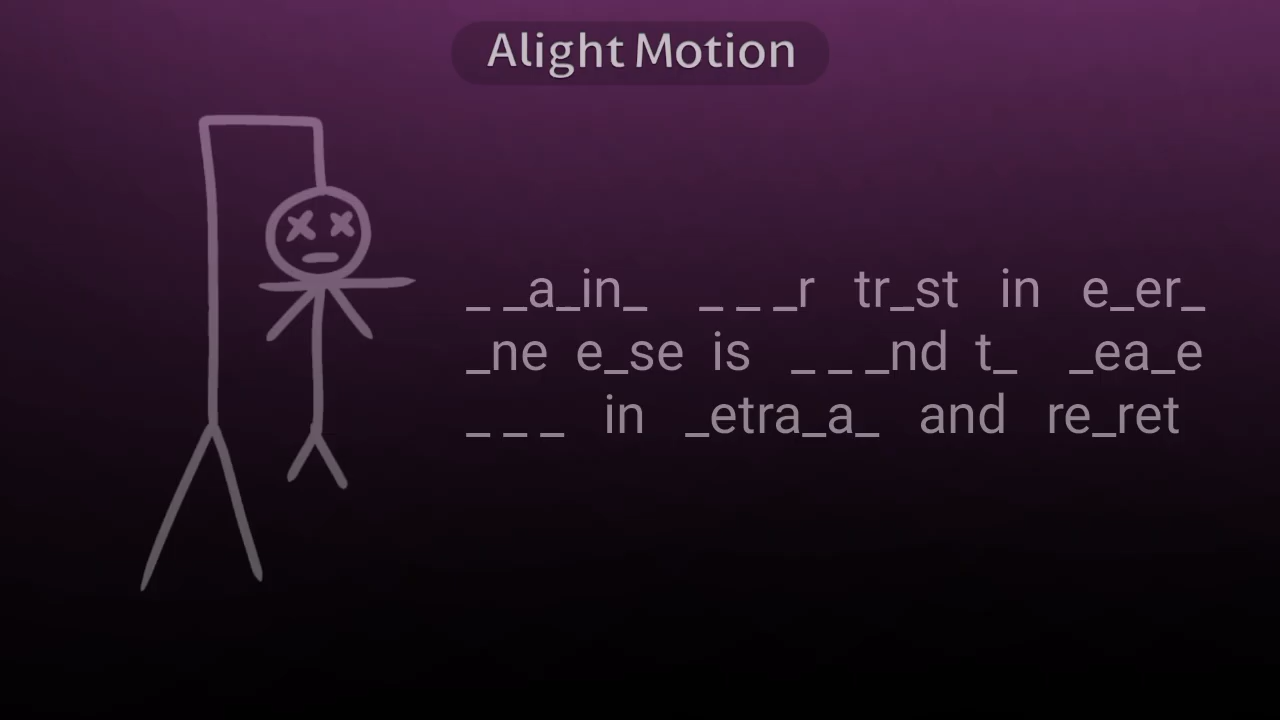 Alight Motion
_ _a_in_ _ _ _r tr_st in e_er_
_ne e_se is _ _ _nd t_ _ea_e
_ _ _ in _etra_a_ and re_ret